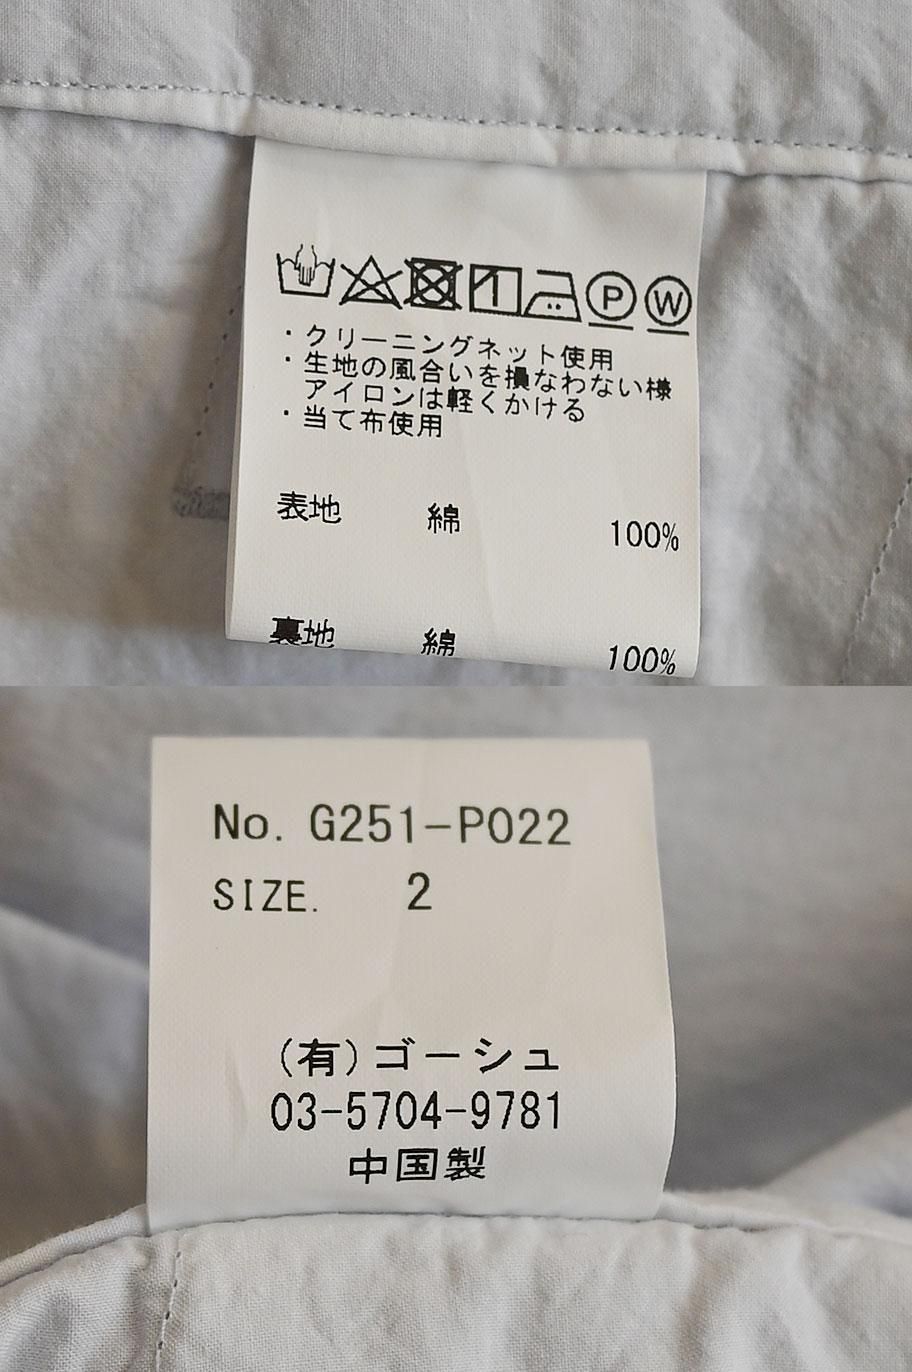 P W
・クリーニングネット使用
・生地の風合いを損なわない様
アイロンは軽くかける
・当て布使用
表地 綿 100%
裏地 綿 100%
No. G251-P022
SIZE. 2
(有)ゴーシュ
03-5704-9781
中国製